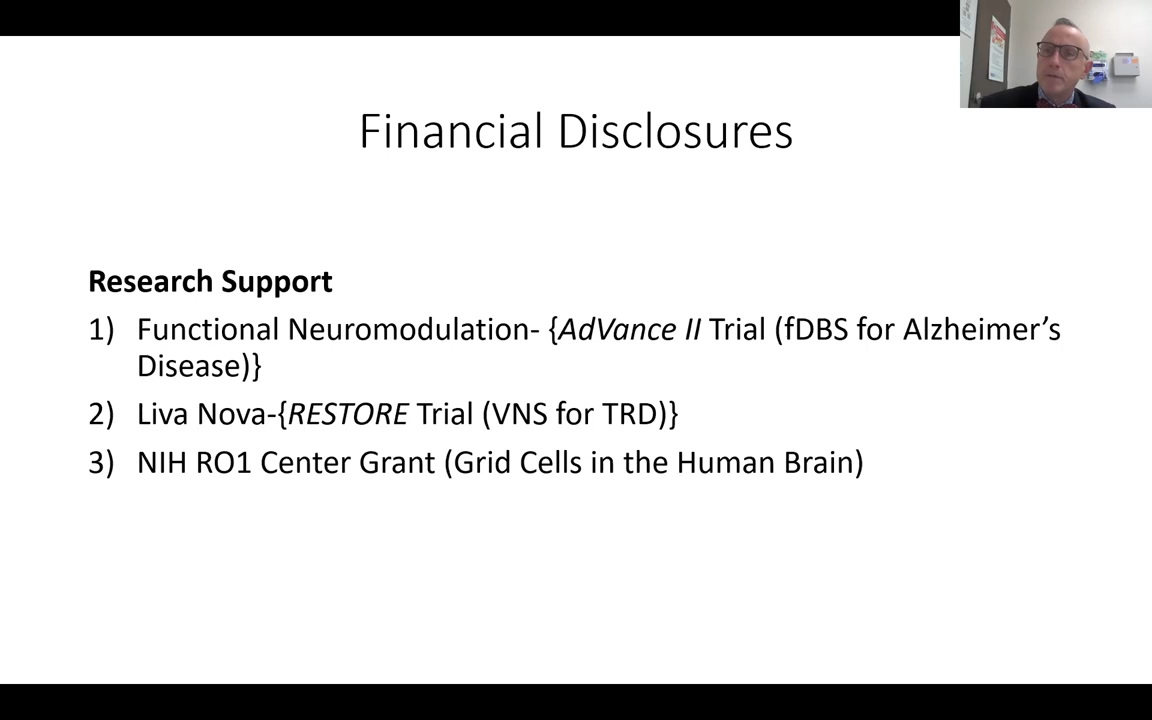 Financial Disclosures
Research Support
1) Functional Neuromodulation- {AdVance II Trial (fDBS for Alzheimer’s
Disease)}
2) Liva Nova-{RESTORE Trial (VNS for TRD)}
3) NIH RO1 Center Grant (Grid Cells in the Human Brain)